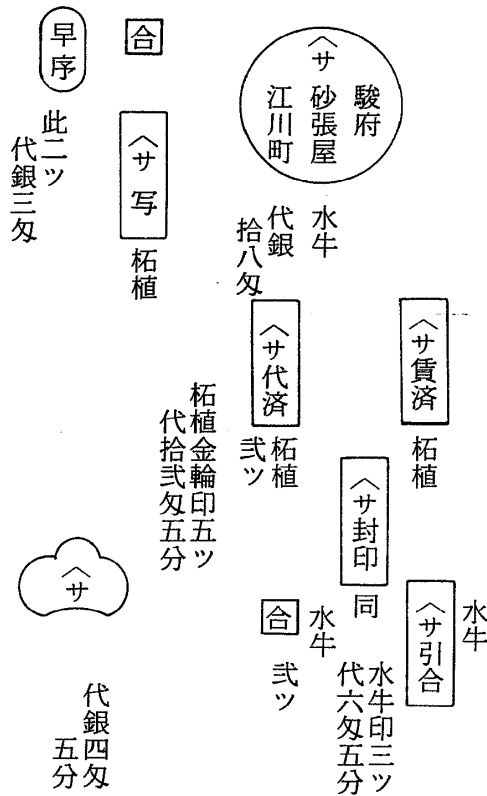 駿府
〈サ 砂張屋
江川町
水牛
代銀
拾八匁
〈サ賃済
柘植
〈サ代済
柘植
弐ツ
〈サ封印
同
〈サ引合
水牛
合
水牛
弐ツ
水牛印三ツ
代六匁五分
合
〈サ 写
柘植
柘植金輪印五ツ
代拾弐匁五分
早序
此二ツ
代銀三匁
〈サ
代銀四匁
五分